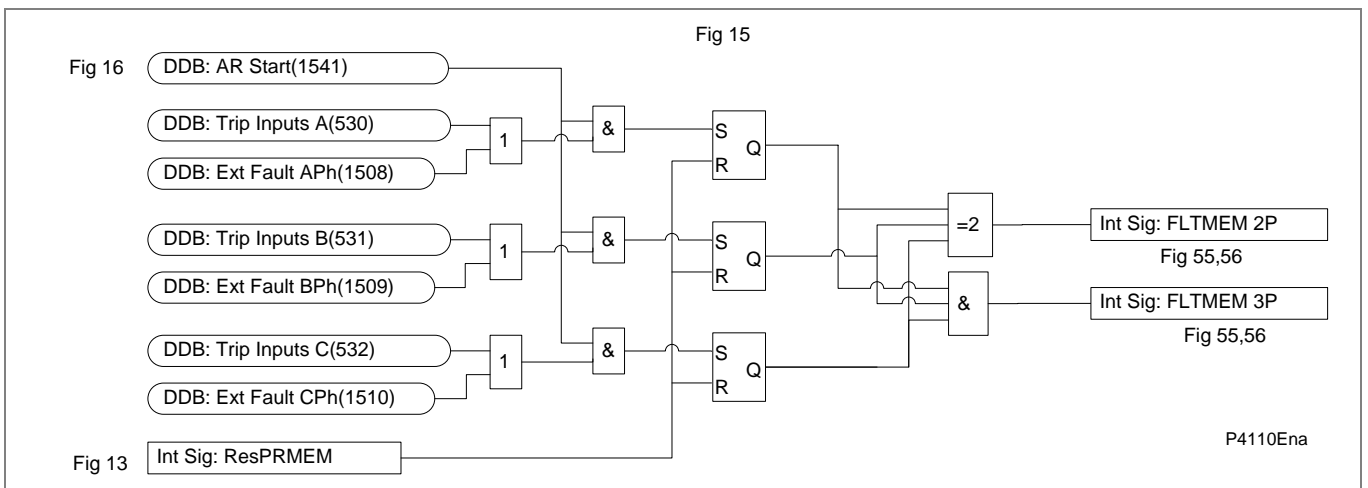 Fig 15
Fig 16
DDB: AR Start(1541)
DDB: Trip Inputs A(530)
1
&
S
Q
R
DDB: Ext Fault APh(1508)
DDB: Trip Inputs B(531)
1
&
S
Q
R
DDB: Ext Fault BPh(1509)
=2
Int Sig: FLTMEM 2P
Fig 55,56
&
Int Sig: FLTMEM 3P
Fig 55,56
DDB: Trip Inputs C(532)
1
&
S
Q
R
DDB: Ext Fault CPh(1510)
Fig 13
Int Sig: ResPRMEM
P4110Ena